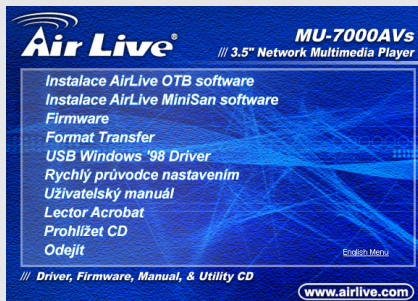 Air Live®
MU-7000AVs
/// 3.5" Network Multimedia Player
Instalace AirLive OTB software
Instalace AirLive MiniSan software
Firmware
Format Transfer
USB Windows '98 Driver
Rychlý průvodce nastavením
Uživatelský manuál
Lector Acrobat
Prohlížet CD
Odejít
English Menu
/// Driver, Firmware, Manual, & Utility CD
www.airlive.com